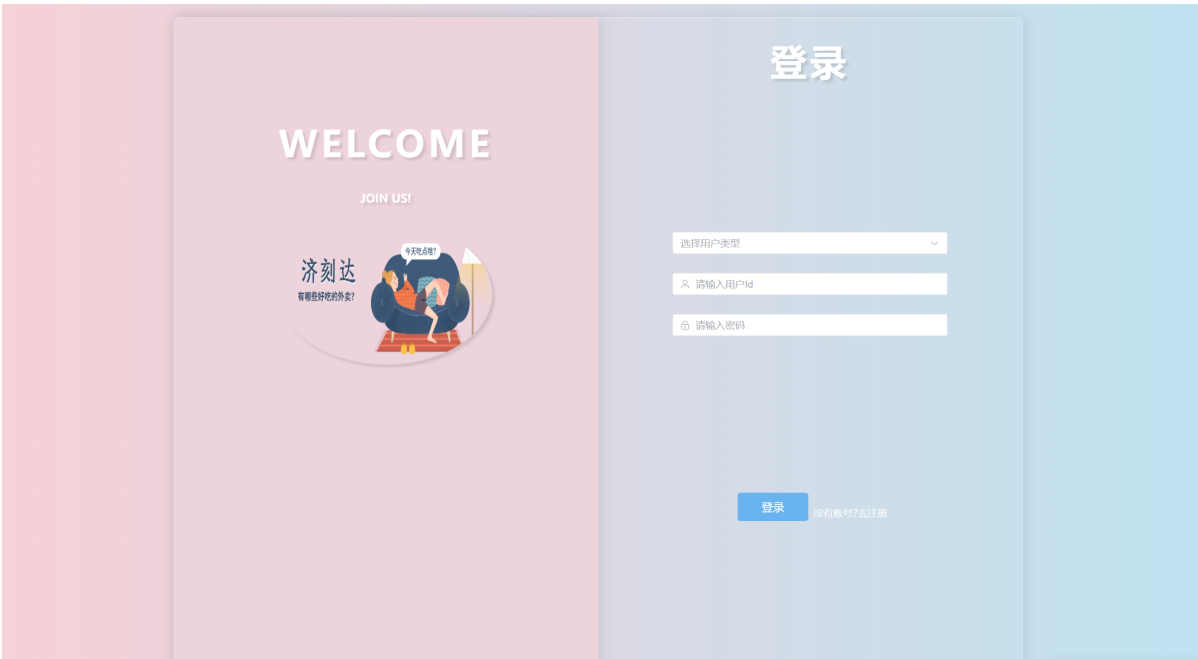 WELCOME
JOIN US!
今天吃点啥?
济刻达
有哪些好吃的外卖?
登录
选择用户类型
请输入用户Id
请输入密码
登录
没有账号?去注册